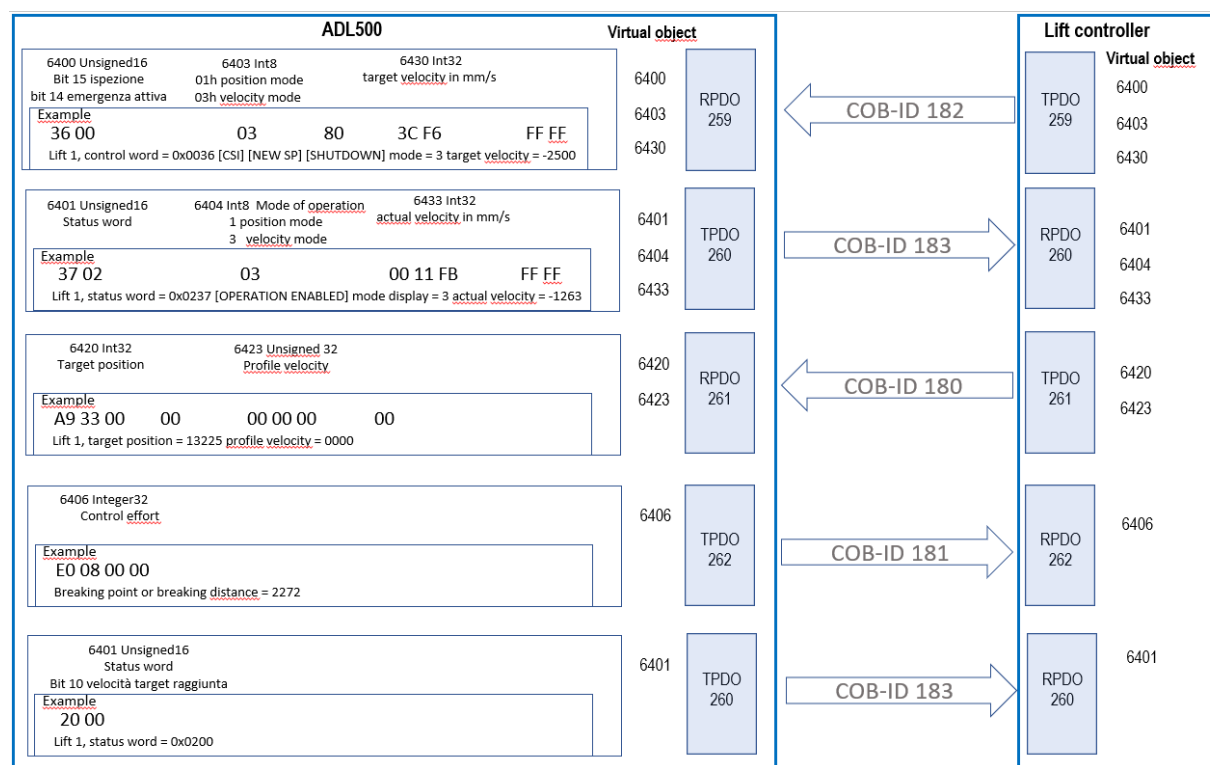 ADL500
Virtual object
Lift controller
Virtual object
6400 Unsigned16
Bit 15 ispezione
bit 14 emergenza attiva
6403 Int8
01h position mode
03h velocity mode
6430 Int32
target velocity in mm/s
Example
36 00 03 80 3C F6 FF FF
Lift 1, control word = 0x0036 [CSI] [NEW SP] [SHUTDOWN] mode = 3 target velocity = -2500
6400
6403
6430
RPDO
259
COB-ID 182
TPDO
259
6400
6403
6430
6401 Unsigned16
Status word
6404 Int8 Mode of operation
1 position mode
3 velocity mode
6433 Int32
actual velocity in mm/s
Example
37 02 03 00 11 FB FF FF
Lift 1, status word = 0x0237 [OPERATION ENABLED] mode display = 3 actual velocity = -1263
6401
6404
6433
TPDO
260
COB-ID 183
RPDO
260
6401
6404
6433
6420 Int32
Target position
6423 Unsigned 32
Profile velocity
Example
A9 33 00 00 00 00 00 00
Lift 1, target position = 13225 profile velocity = 0000
6420
6423
RPDO
261
COB-ID 180
TPDO
261
6420
6423
6406 Integer32
Control effort
Example
E0 08 00 00
Breaking point or breaking distance = 2272
6406
TPDO
262
COB-ID 181
RPDO
262
6406
6401 Unsigned16
Status word
Bit 10 velocità target raggiunta
Example
20 00
Lift 1, status word = 0x0200
6401
TPDO
260
COB-ID 183
RPDO
260
6401